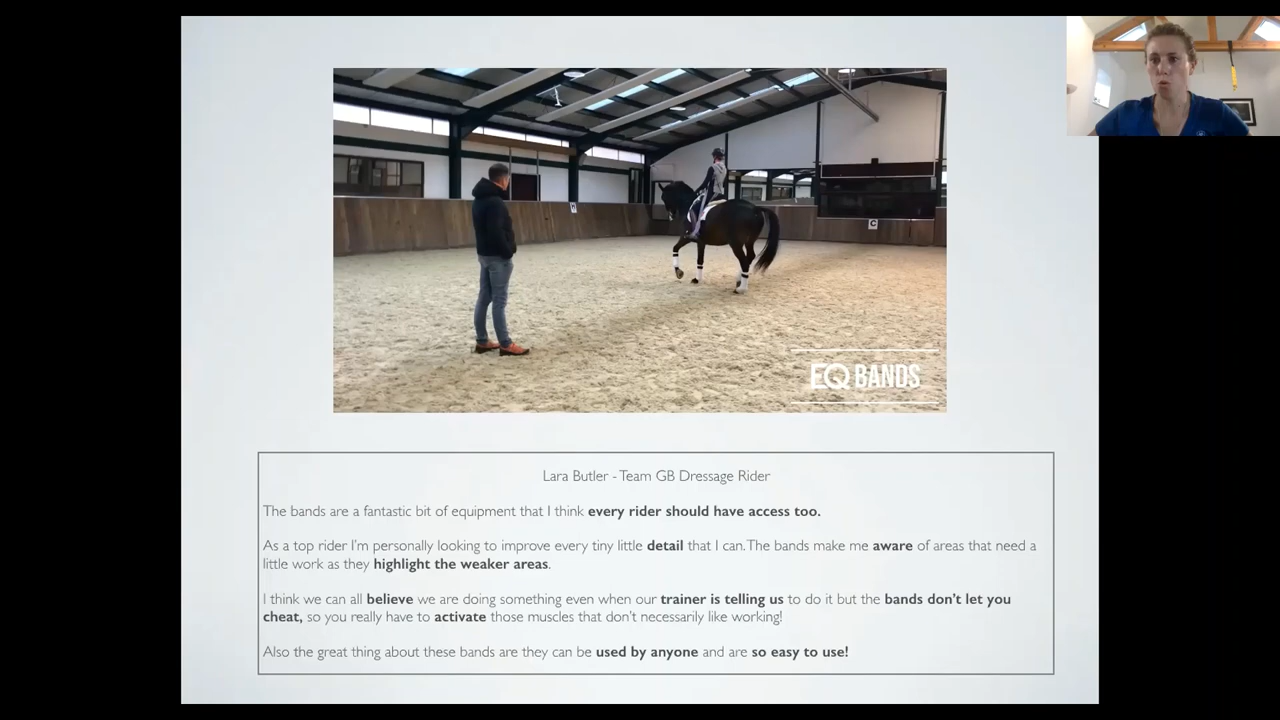 EQ BANDS
C
Lara Butler - Team GB Dressage Rider
The bands are a fantastic bit of equipment that I think every rider should have access too.
As a top rider I'm personally looking to improve every tiny little detail that I can. The bands make me aware of areas that need a
little work as they highlight the weaker areas.
I think we can all believe we are doing something even when our trainer is telling us to do it but the bands don't let you
cheat, so you really have to activate those muscles that don't necessarily like working!
Also the great thing about these bands are they can be used by anyone and are so easy to use!